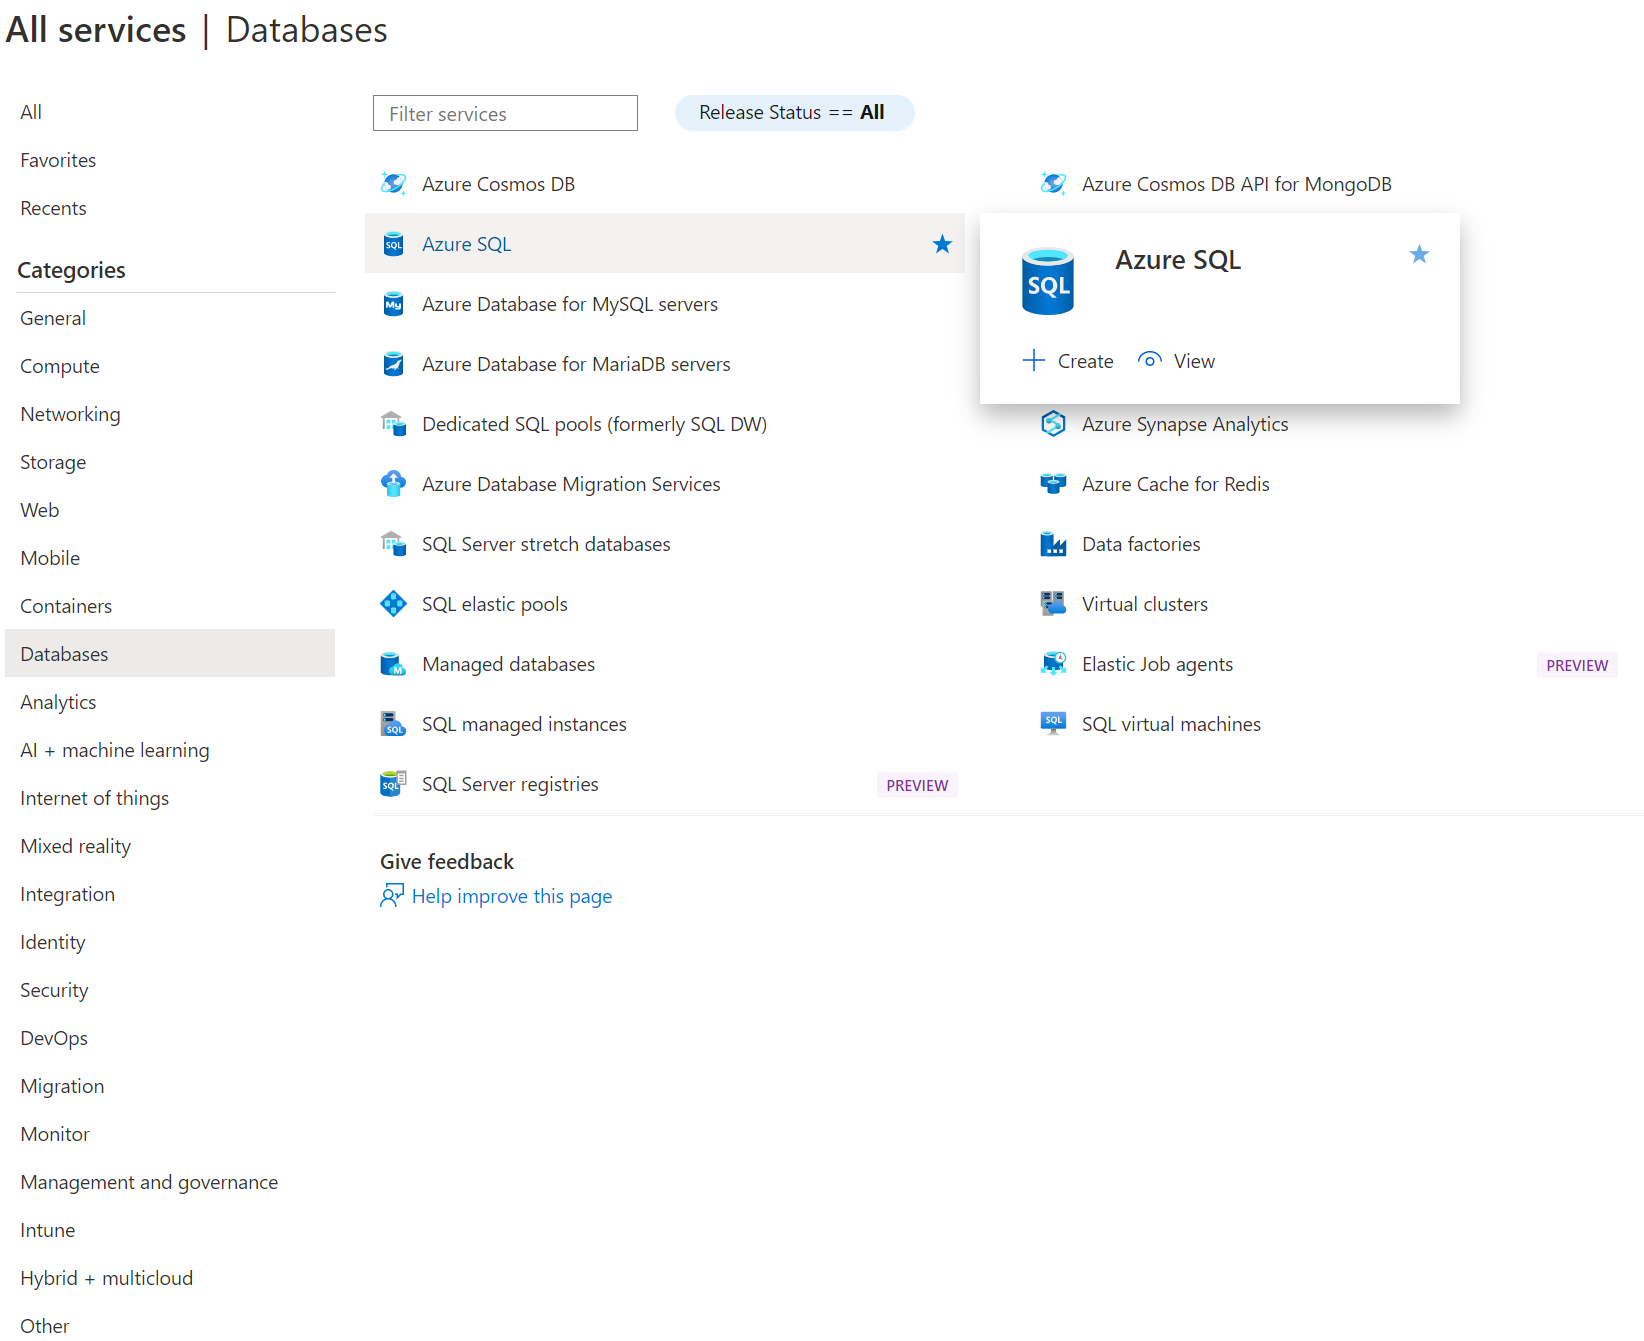 All services | Databases
All
Favorites
Recents
Categories
General
Compute
Networking
Storage
Web
Mobile
Containers
Databases
Analytics
AI + machine learning
Internet of things
Mixed reality
Integration
Identity
Security
DevOps
Migration
Monitor
Management and governance
Intune
Hybrid + multicloud
Other
Filter services
Release Status == All
Azure Cosmos DB
Azure Cosmos DB API for MongoDB
SQL
Azure SQL
SQL
Azure SQL
Create
View
My
Azure Database for MySQL servers
Azure Database for MariaDB servers
Dedicated SQL pools (formerly SQL DW)
Azure Synapse Analytics
Azure Database Migration Services
Azure Cache for Redis
SQL Server stretch databases
Data factories
SQL elastic pools
Virtual clusters
M
Managed databases
Elastic Job agents
PREVIEW
SQL
SQL managed instances
SQL
SQL virtual machines
SQL
SQL Server registries
PREVIEW
Give feedback
Help improve this page